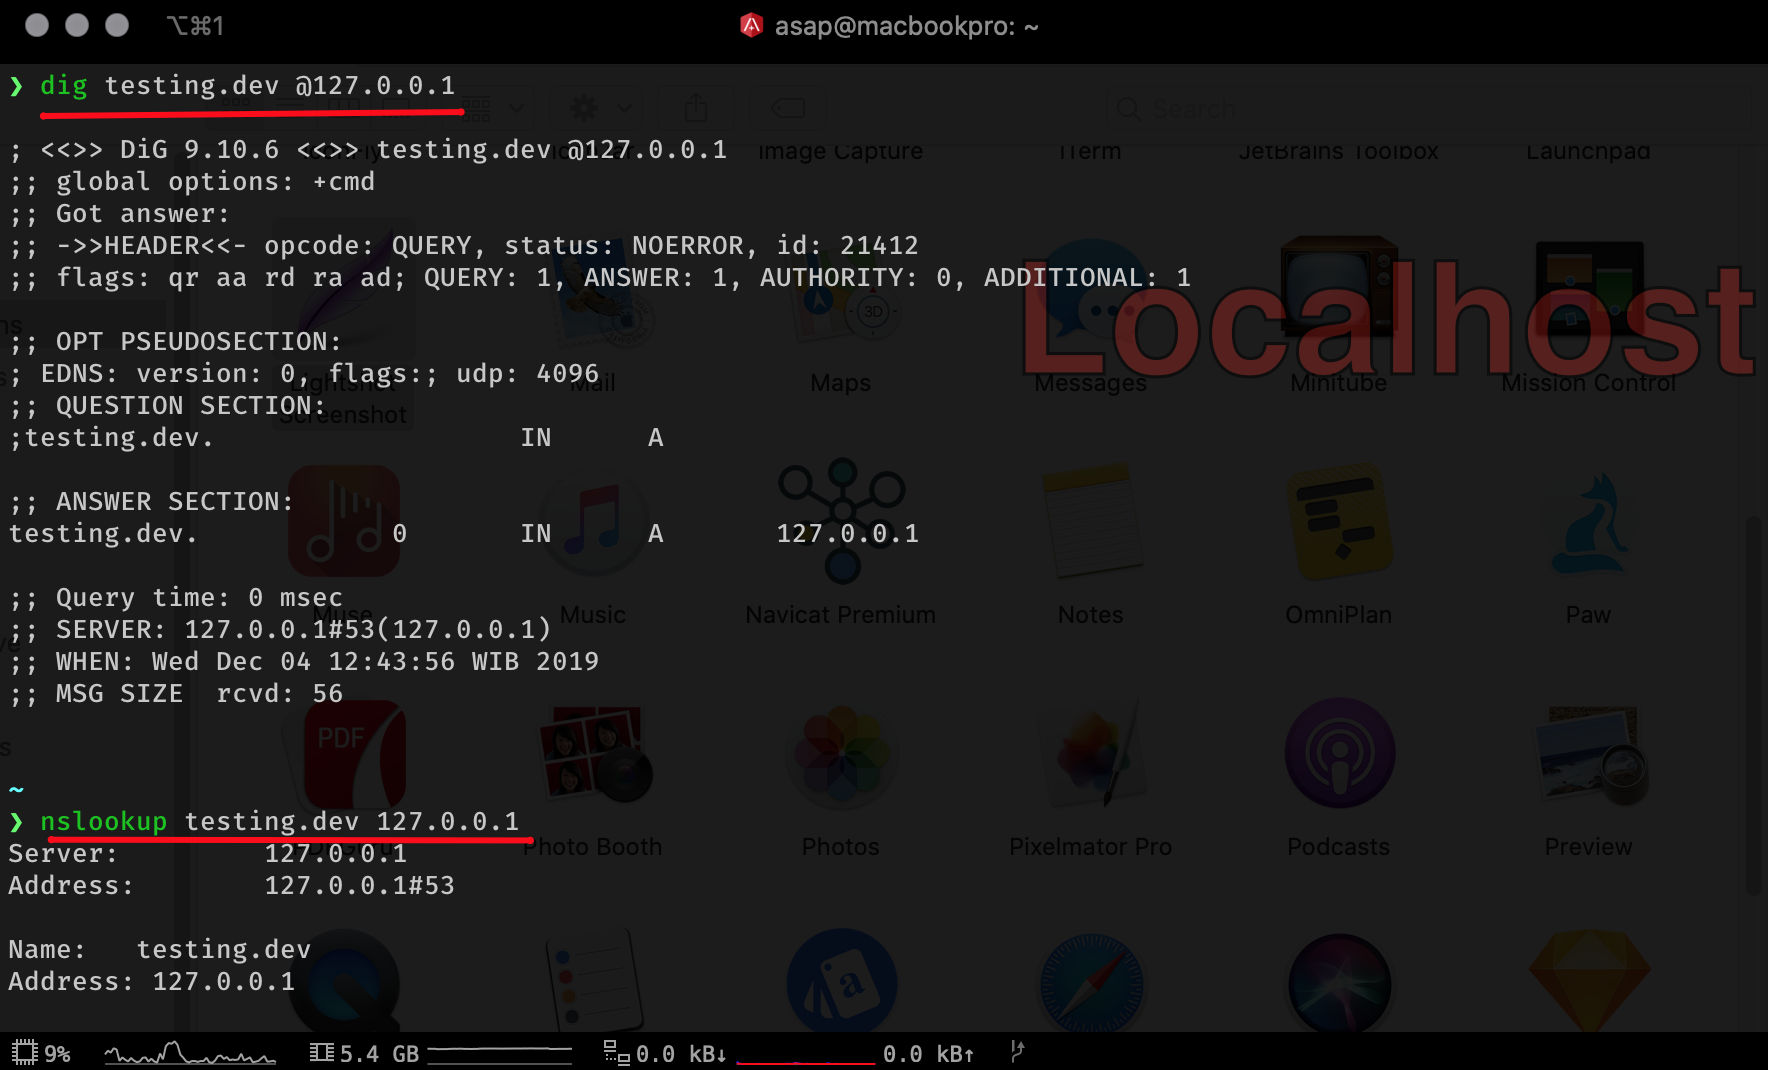 ⌥⌘1
asap@macbookpro: ~
❯ dig testing.dev @127.0.0.1
Search
; <<>> DiG 9.10.6 <<>> testing.dev @127.0.0.1
Image Capture
iTerm
JetBrains Toolbox
Launchpad
;; global options: +cmd
;; Got answer:
;; ->>HEADER<<- opcode: QUERY, status: NOERROR, id: 21412
;; flags: qr aa rd ra ad; QUERY: 1, ANSWER: 1, AUTHORITY: 0, ADDITIONAL: 1
3D
Localhost
;; OPT PSEUDOSECTION:
; EDNS: version: 0, flags:; udp: 4096
Lightshot Screenshot
Mail
Maps
Messages
Minitube
Mission Control
;; QUESTION SECTION:
;testing.dev. IN A
;; ANSWER SECTION:
testing.dev. 0 IN A 127.0.0.1
;; Query time: 0 msec
Muse
Music
Navicat Premium
Notes
OmniPlan
Paw
;; SERVER: 127.0.0.1#53(127.0.0.1)
;; WHEN: Wed Dec 04 12:43:56 WIB 2019
;; MSG SIZE  rcvd: 56
PDF
~
❯ nslookup testing.dev 127.0.0.1
Server: 127.0.0.1
Photo Booth
Photos
Pixelmator Pro
Podcasts
Preview
Address: 127.0.0.1#53
Name: testing.dev
Address: 127.0.0.1
9%
5.4 GB
0.0 kB↓
0.0 kB↑